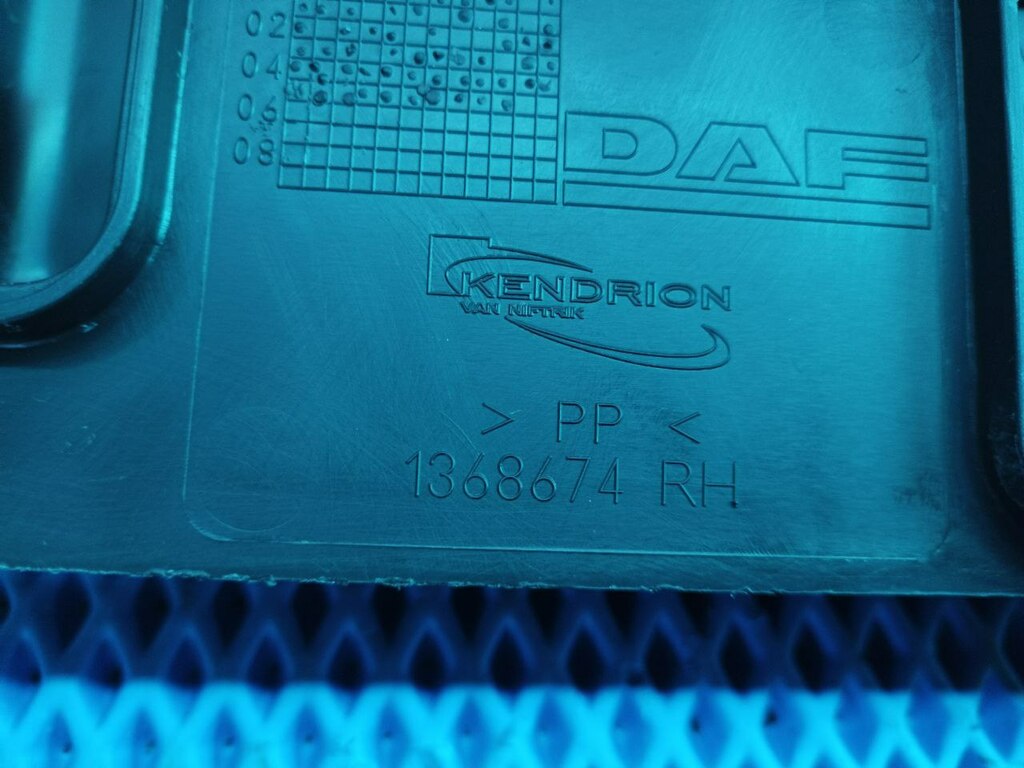 02
04
06
08
DAF
KENDRION
VAN NIFTRIK
> PP <
1368674 RH